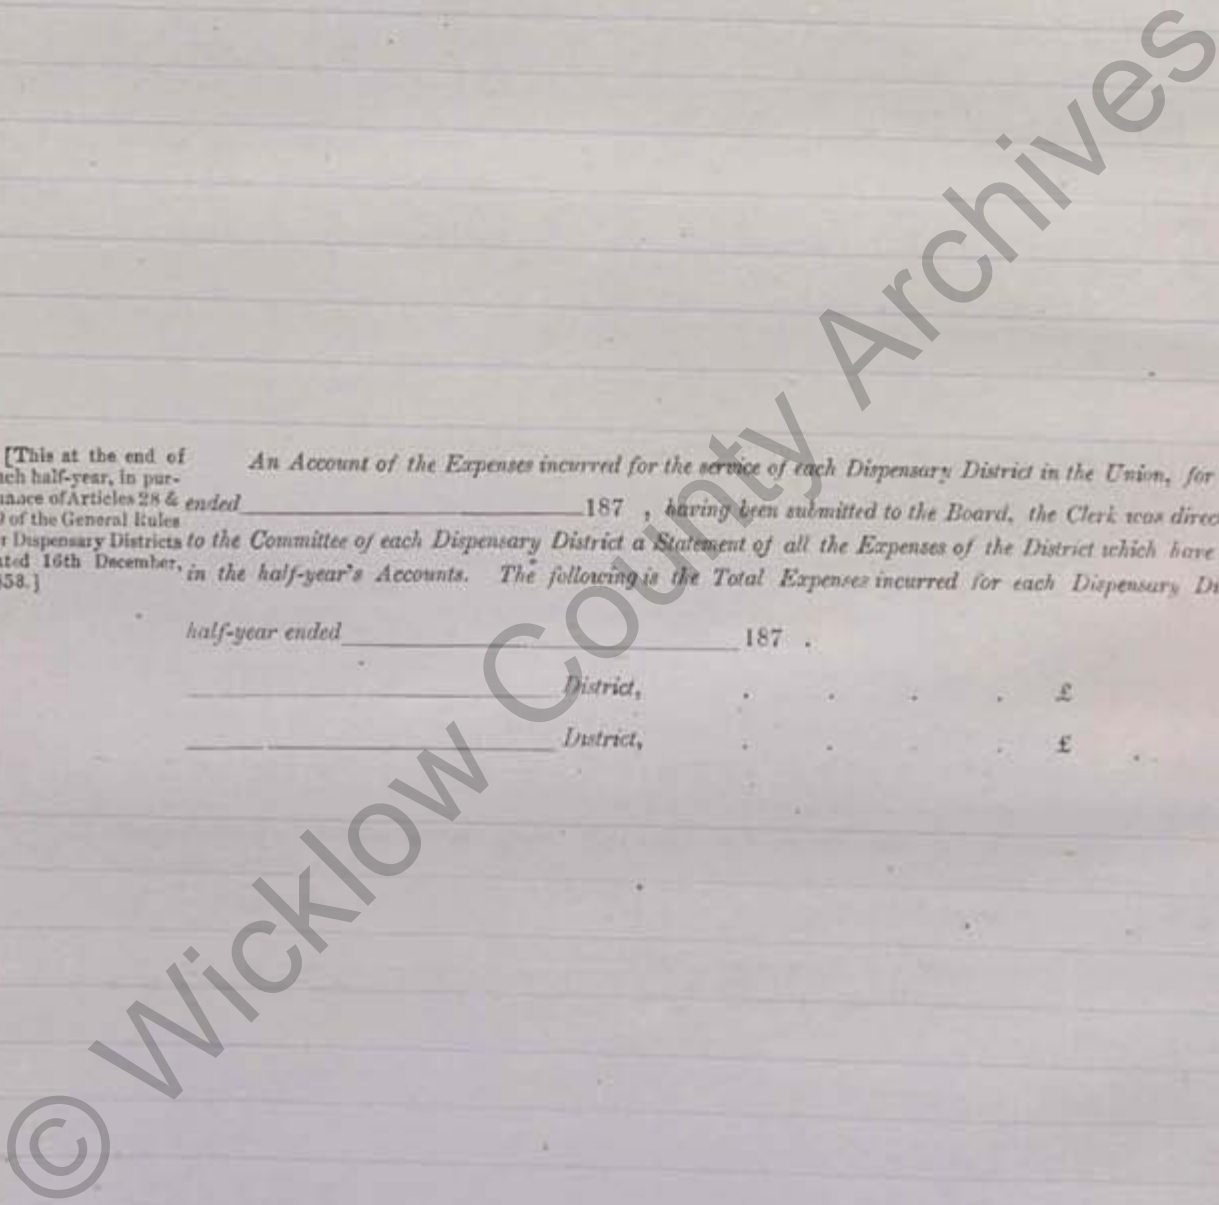 [This at the end of
ach half-year, in pur-
uance of Articles 28 &
9 of the General Rules
r Dispensary Districts
ated 16th December,
858.]
An Account of the Expenses incurred for the service of each Dispensary District in the Union, for
ended 187 , having been submitted to the Board, the Clerk was direc
to the Committee of each Dispensary District a Statement of all the Expenses of the District which have
in the half-year's Accounts. The following is the Total Expenses incurred for each Dispensary Di
half-year ended 187 .
District, . . . . £
District, . . . . £ .
© Wicklow County Archives